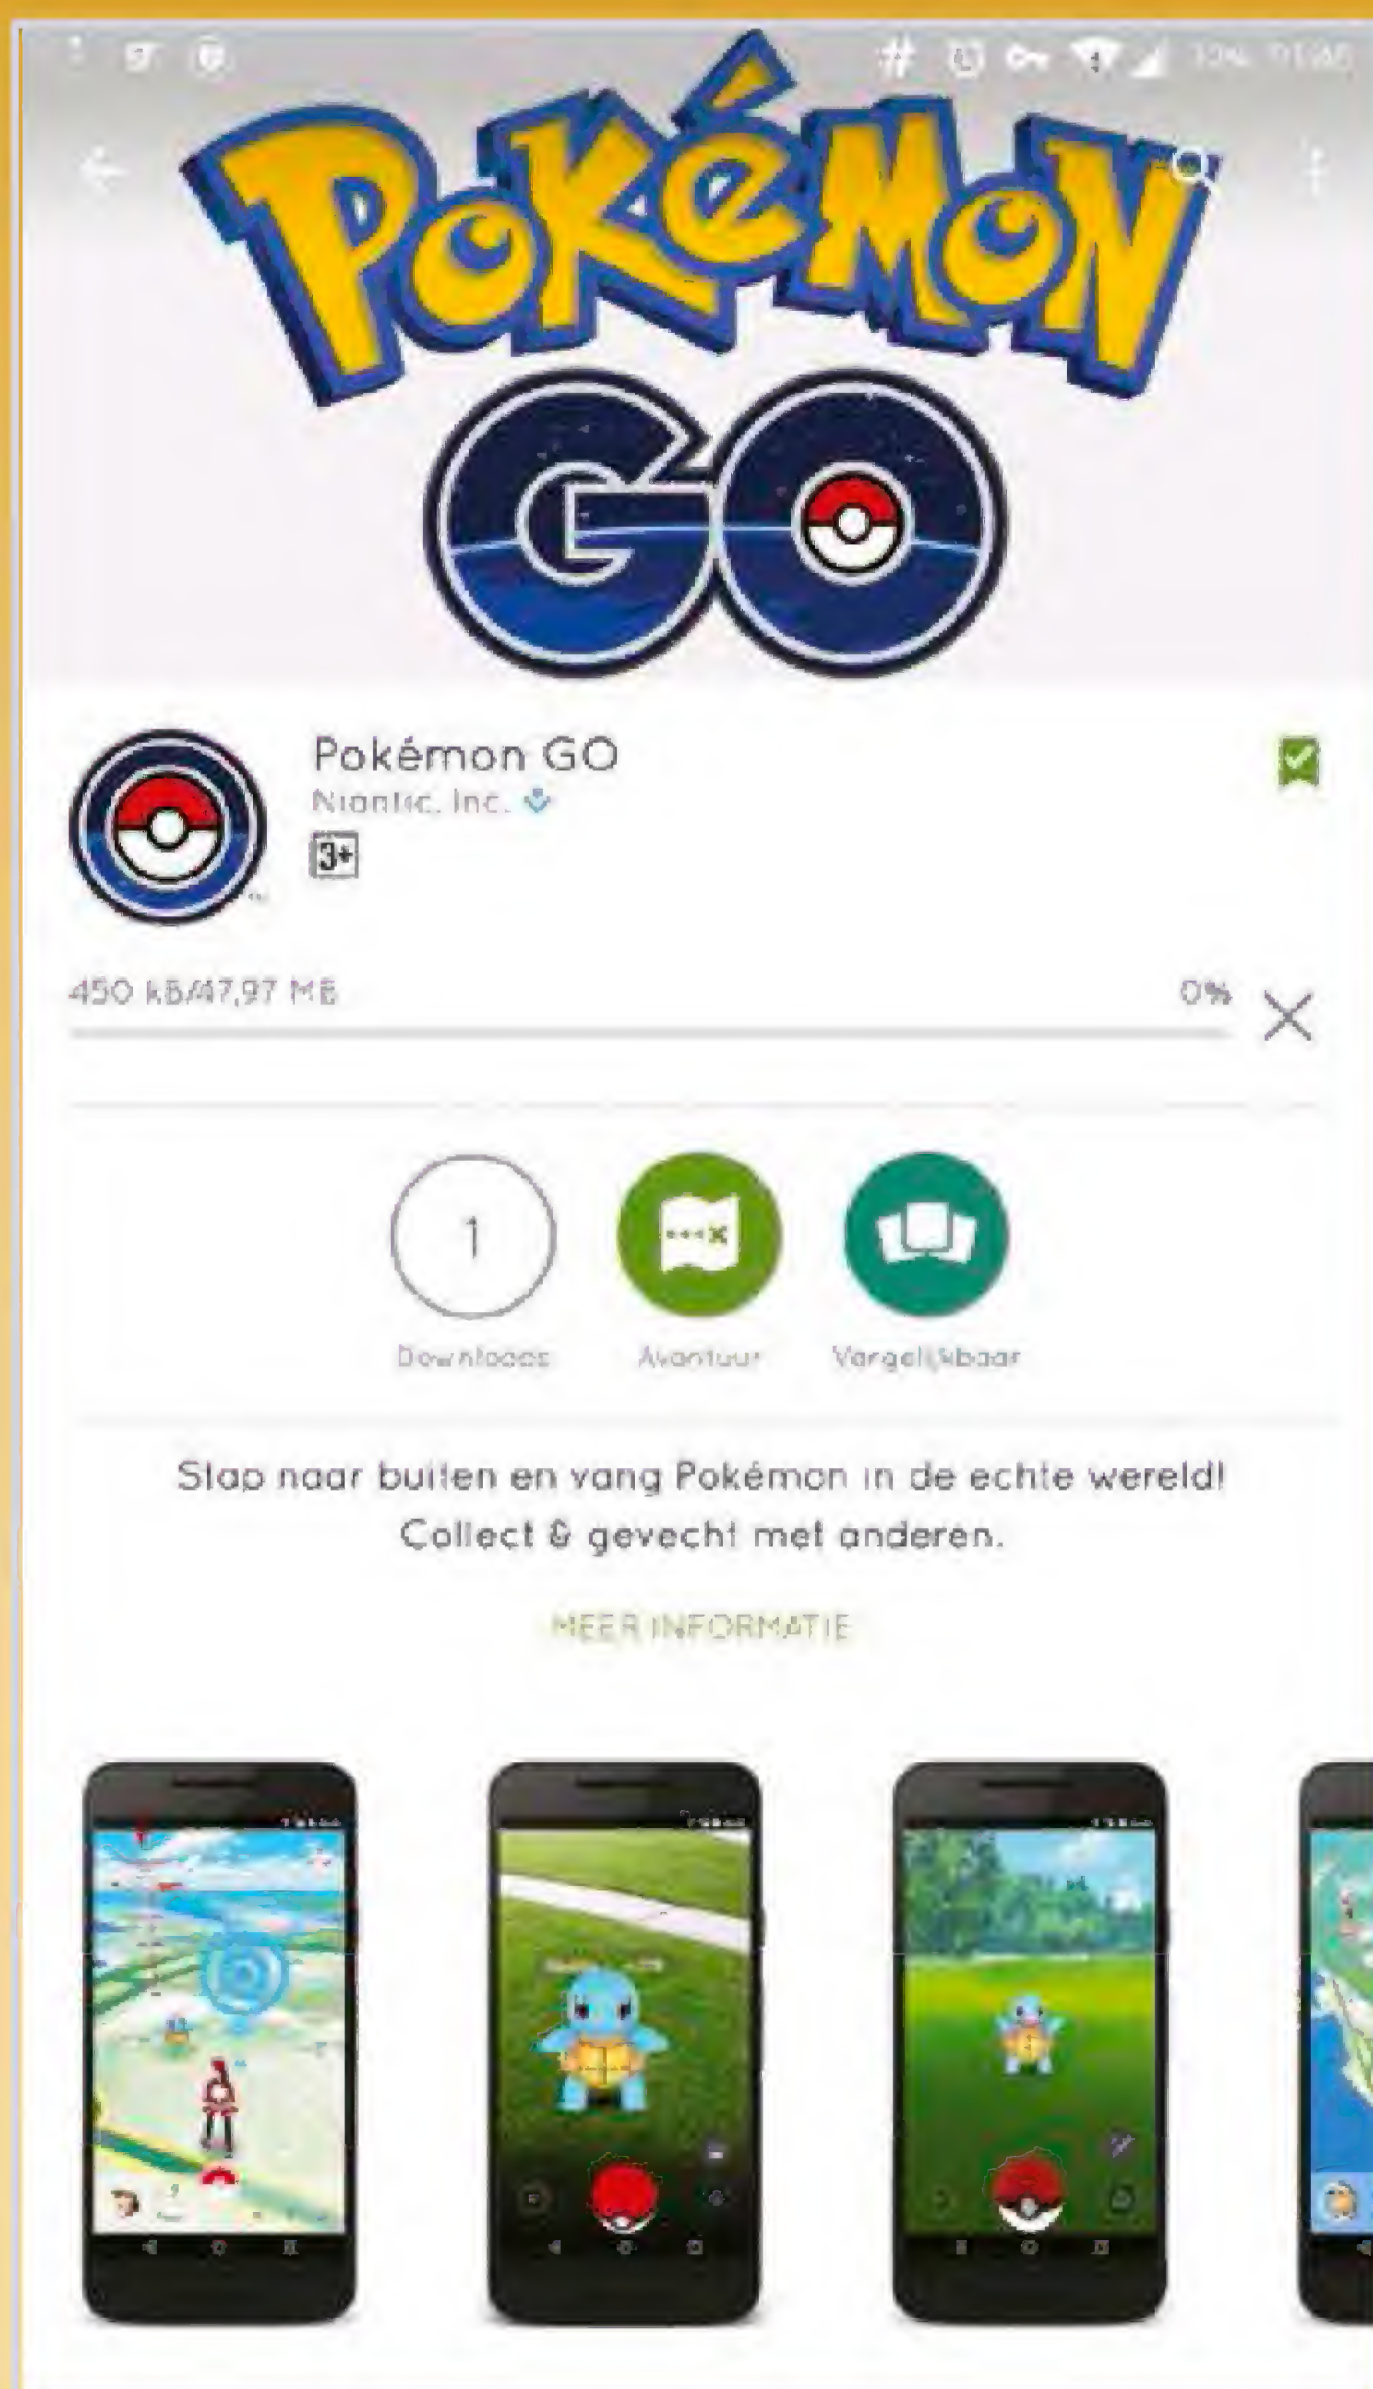 POKéMON
GO
Pokémon GO
Niantic, Inc.
3+
450 kB/47,97 MB
0%
1
Downloads
Avontuur
Vergelijkbaar
Stap naar buiten en vang Pokémon in de echte wereld!
Collect & gevecht met anderen.
MEER INFORMATIE